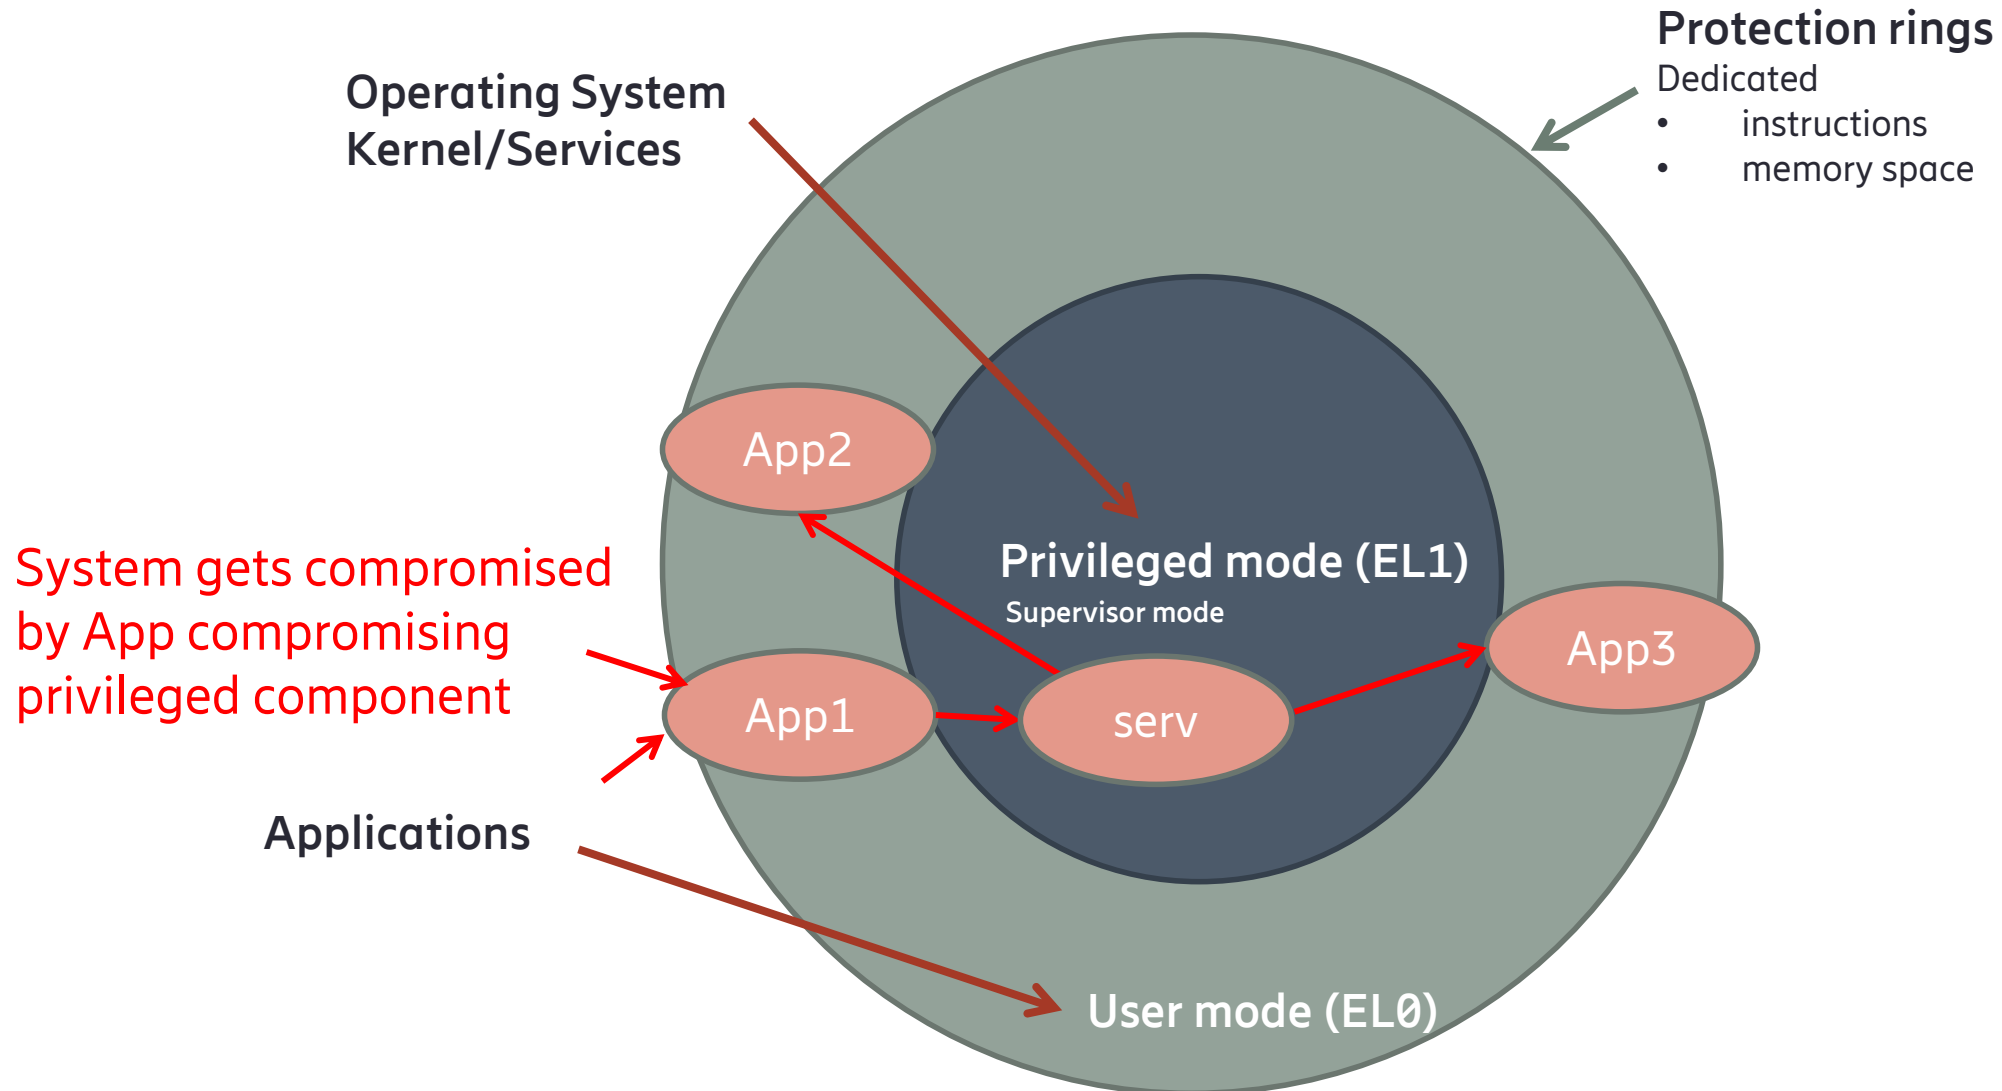 Protection rings
Dedicated
• instructions
• memory space
Operating System
Kernel/Services
App2
System gets compromised
by App compromising
privileged component
Privileged mode (EL1)
Supervisor mode
App3
App1
serv
Applications
User mode (EL0)